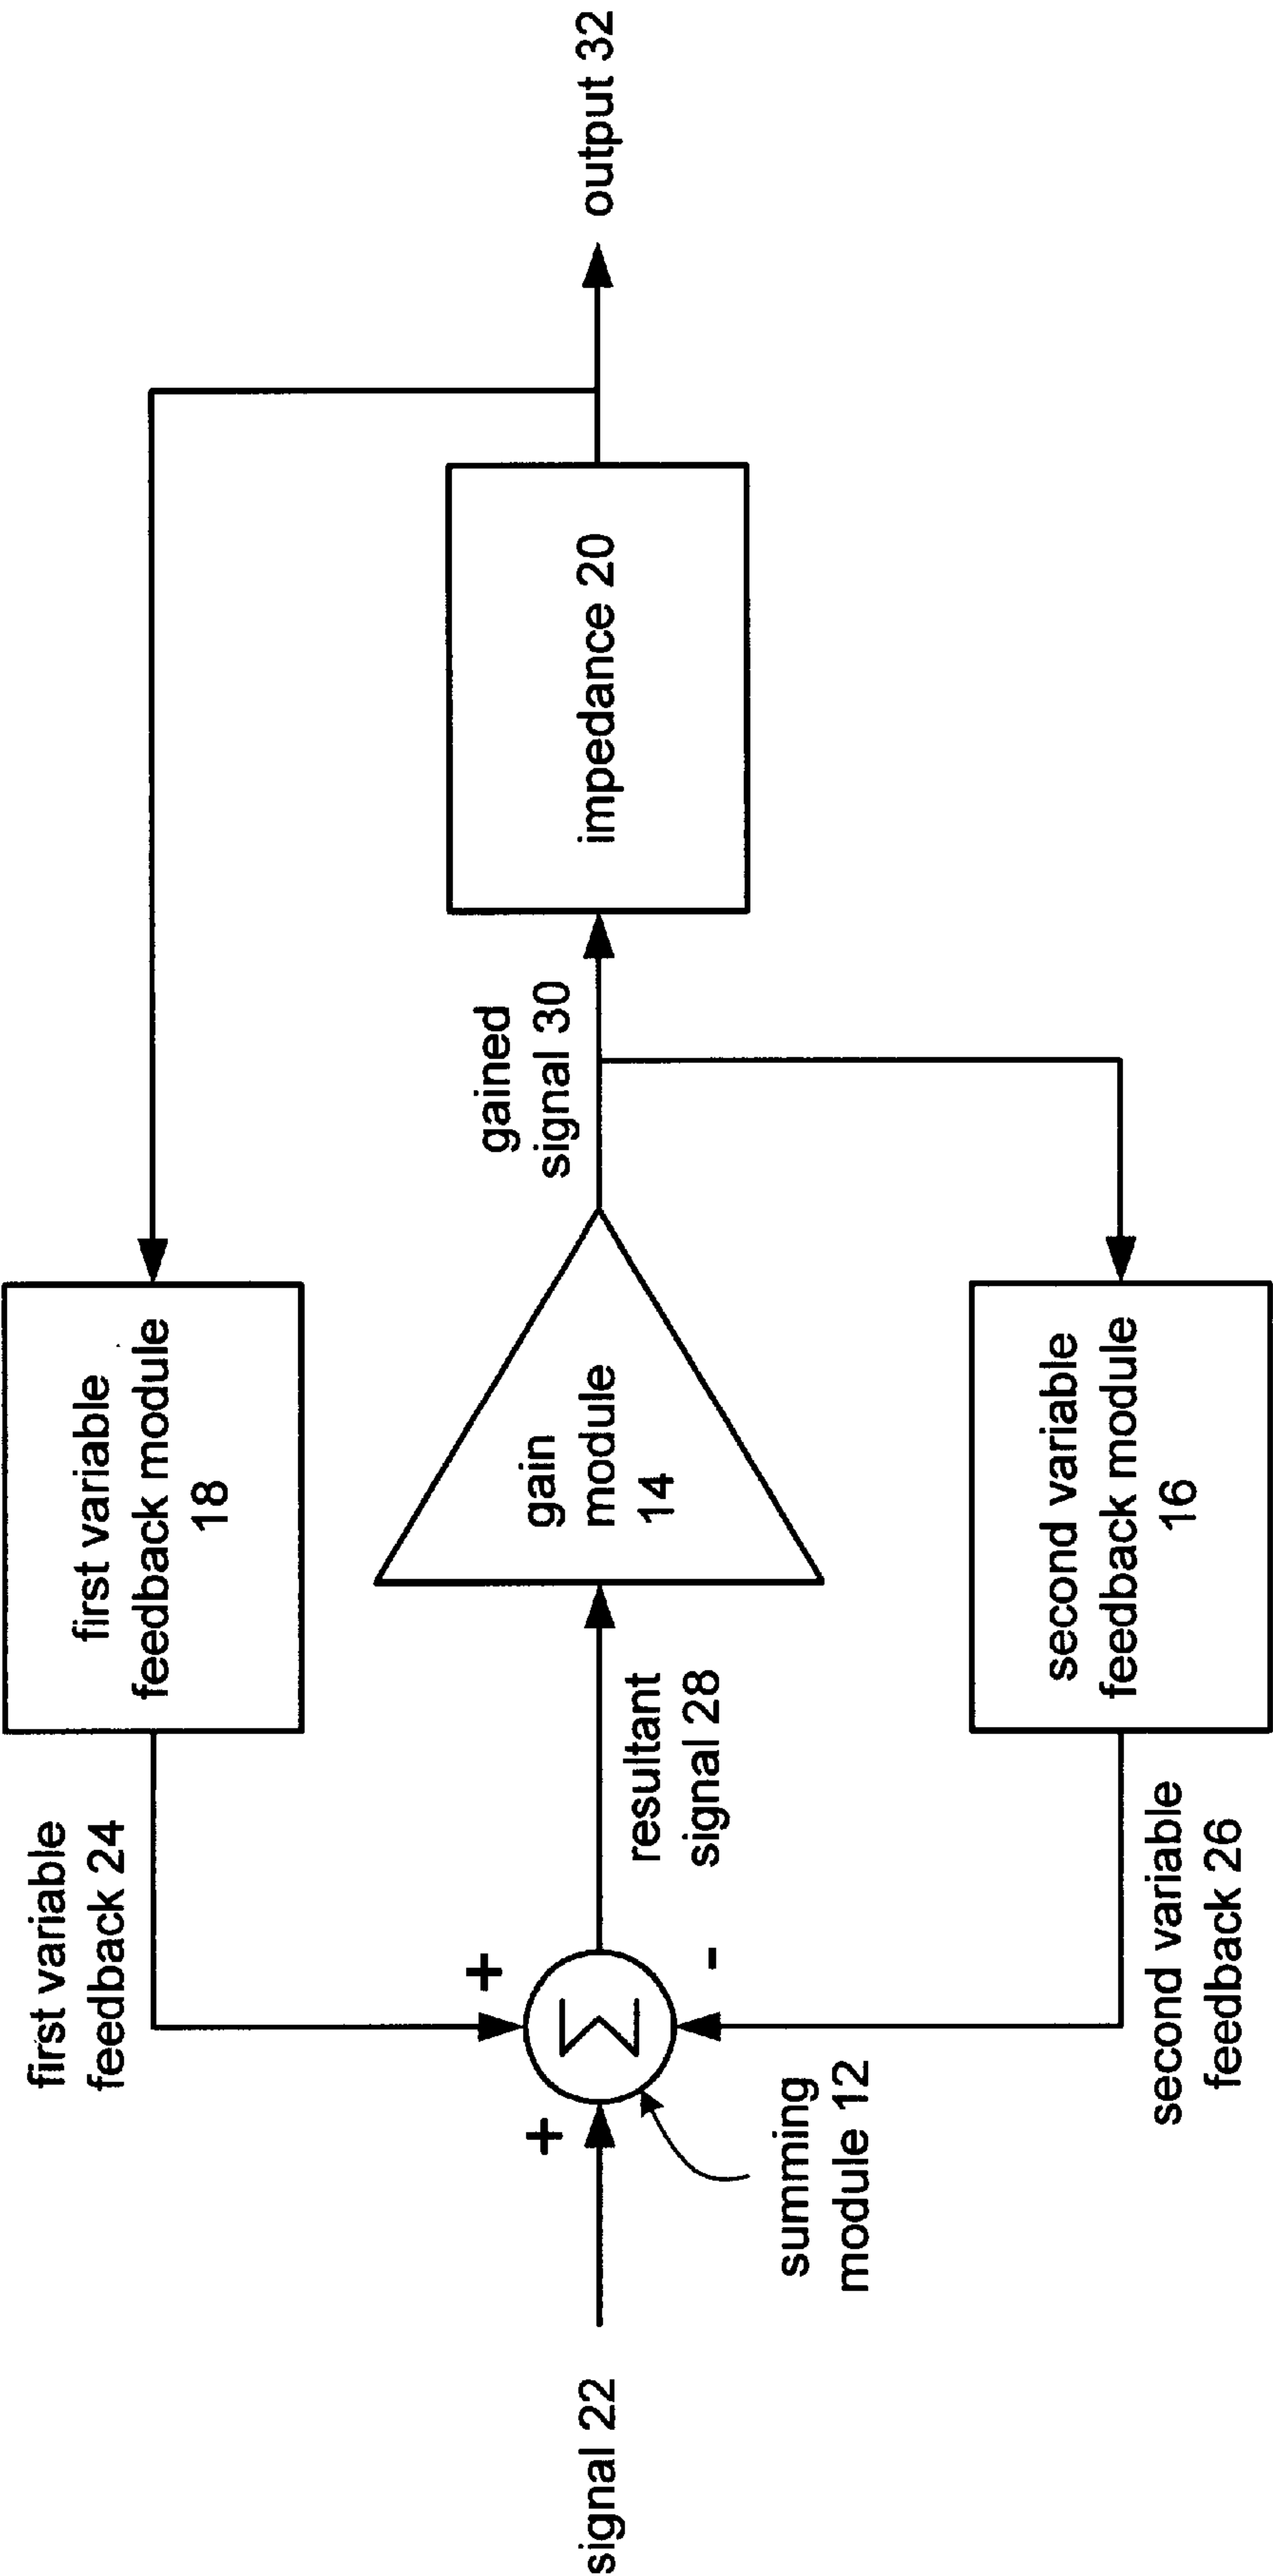 first variable
feedback 24
first variable
feedback module
18
signal 22
+
+
-
Σ
summing
module 12
resultant
signal 28
gain
module
14
gained
signal 30
impedance 20
output 32
second variable
feedback 26
second variable
feedback module
16